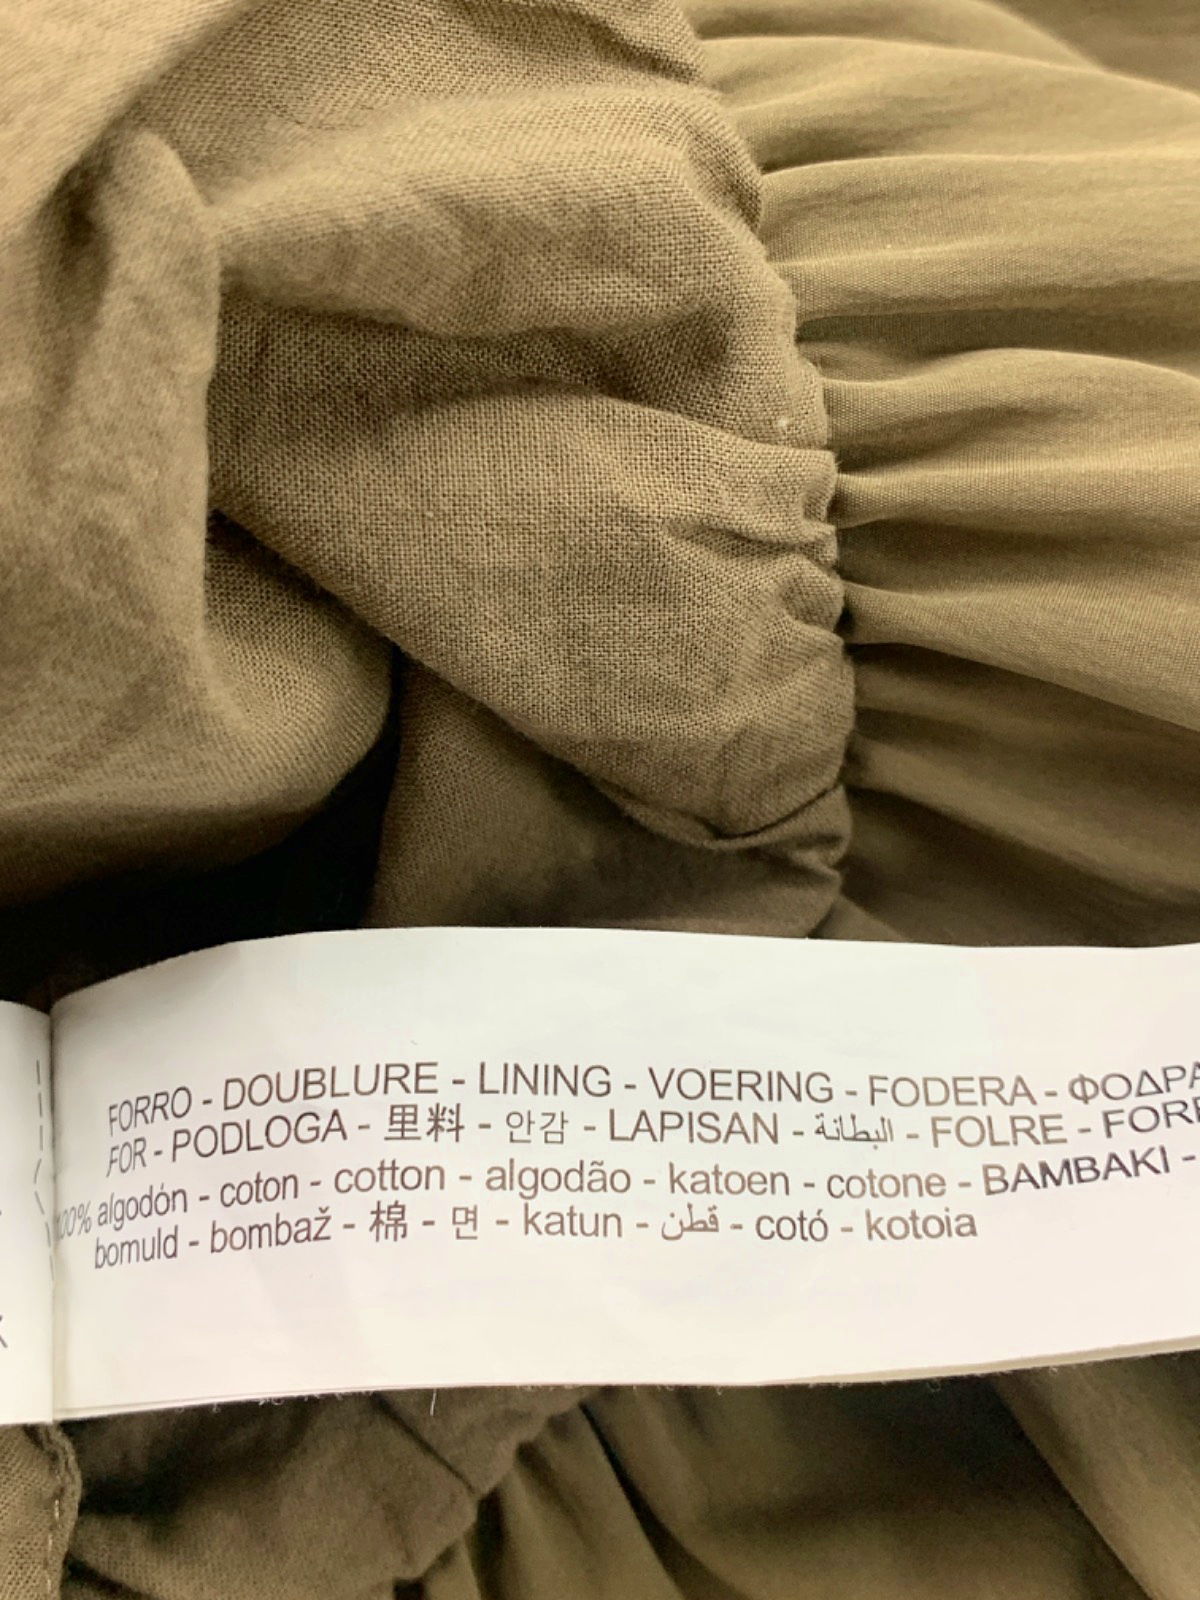 FORRO - DOUBLURE - LINING - VOERING - FODERA - ΦΟΔΡΑ
FOR - PODLOGA - 里料 - 안감 - LAPISAN - البطانة - FOLRE -
100% algodón - coton - cotton - algodão - katoen - cotone - BAMBAKI -
bomuld - bombaž - 棉 - 면 - katun - قطن - cotó - kotoia